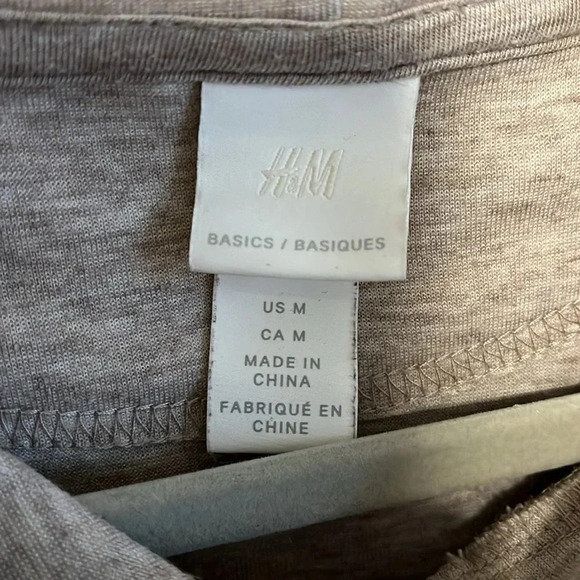 H&M
BASICS / BASIQUES
US M
CA M
MADE IN
CHINA
FABRIQUÉ EN
CHINE